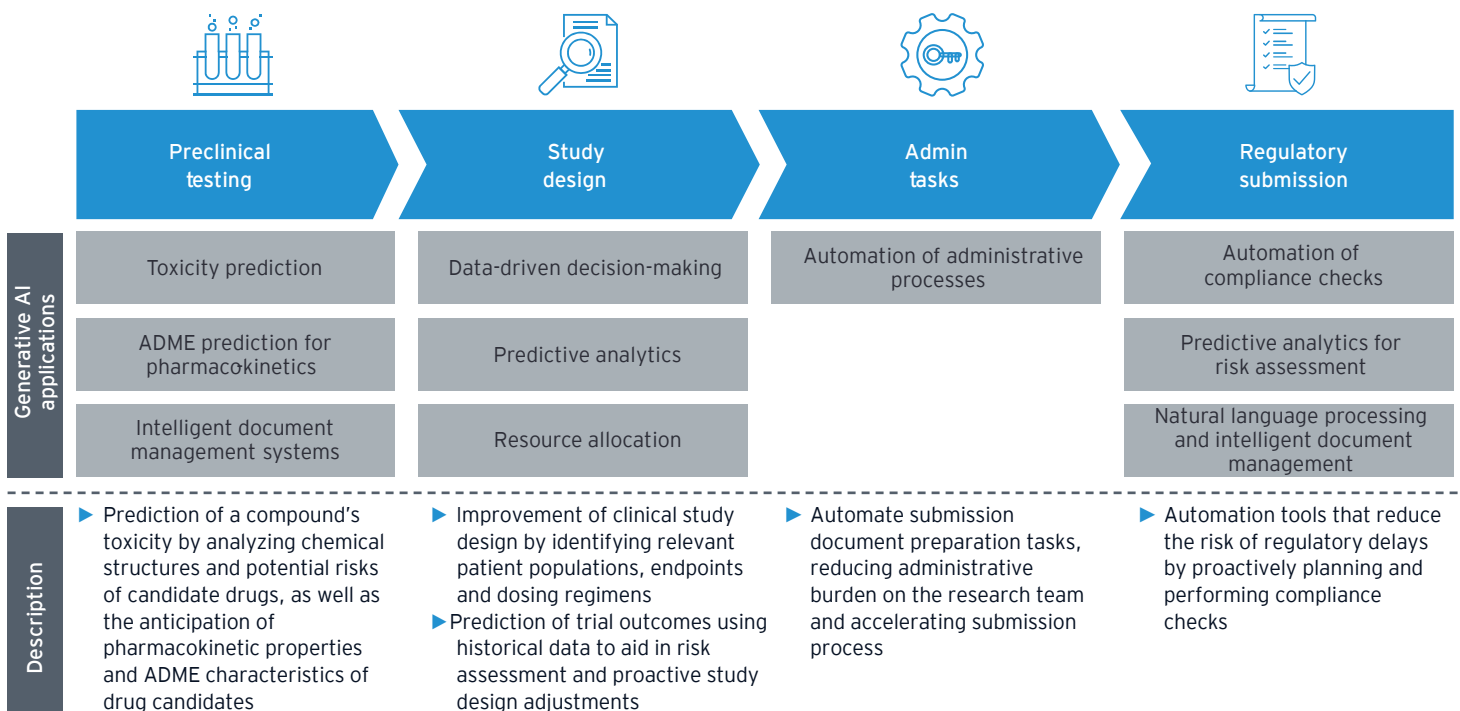 Preclinical
testing
Study
design
Admin
tasks
Regulatory
submission
Generative AI
applications
Toxicity prediction
ADME prediction for
pharmacokinetics
Intelligent document
management systems
Data-driven decision-making
Predictive analytics
Resource allocation
Automation of administrative
processes
Automation of
compliance checks
Predictive analytics for
risk assessment
Natural language processing
and intelligent document
management
Description
► Prediction of a compound's
toxicity by analyzing chemical
structures and potential risks
of candidate drugs, as well as
the anticipation of
pharmacokinetic properties
and ADME characteristics of
drug candidates
► Improvement of clinical study
design by identifying relevant
patient populations, endpoints
and dosing regimens
► Prediction of trial outcomes using
historical data to aid in risk
assessment and proactive study
design adjustments
► Automate submission
document preparation tasks,
reducing administrative
burden on the research team
and accelerating submission
process
► Automation tools that reduce
the risk of regulatory delays
by proactively planning and
performing compliance
checks